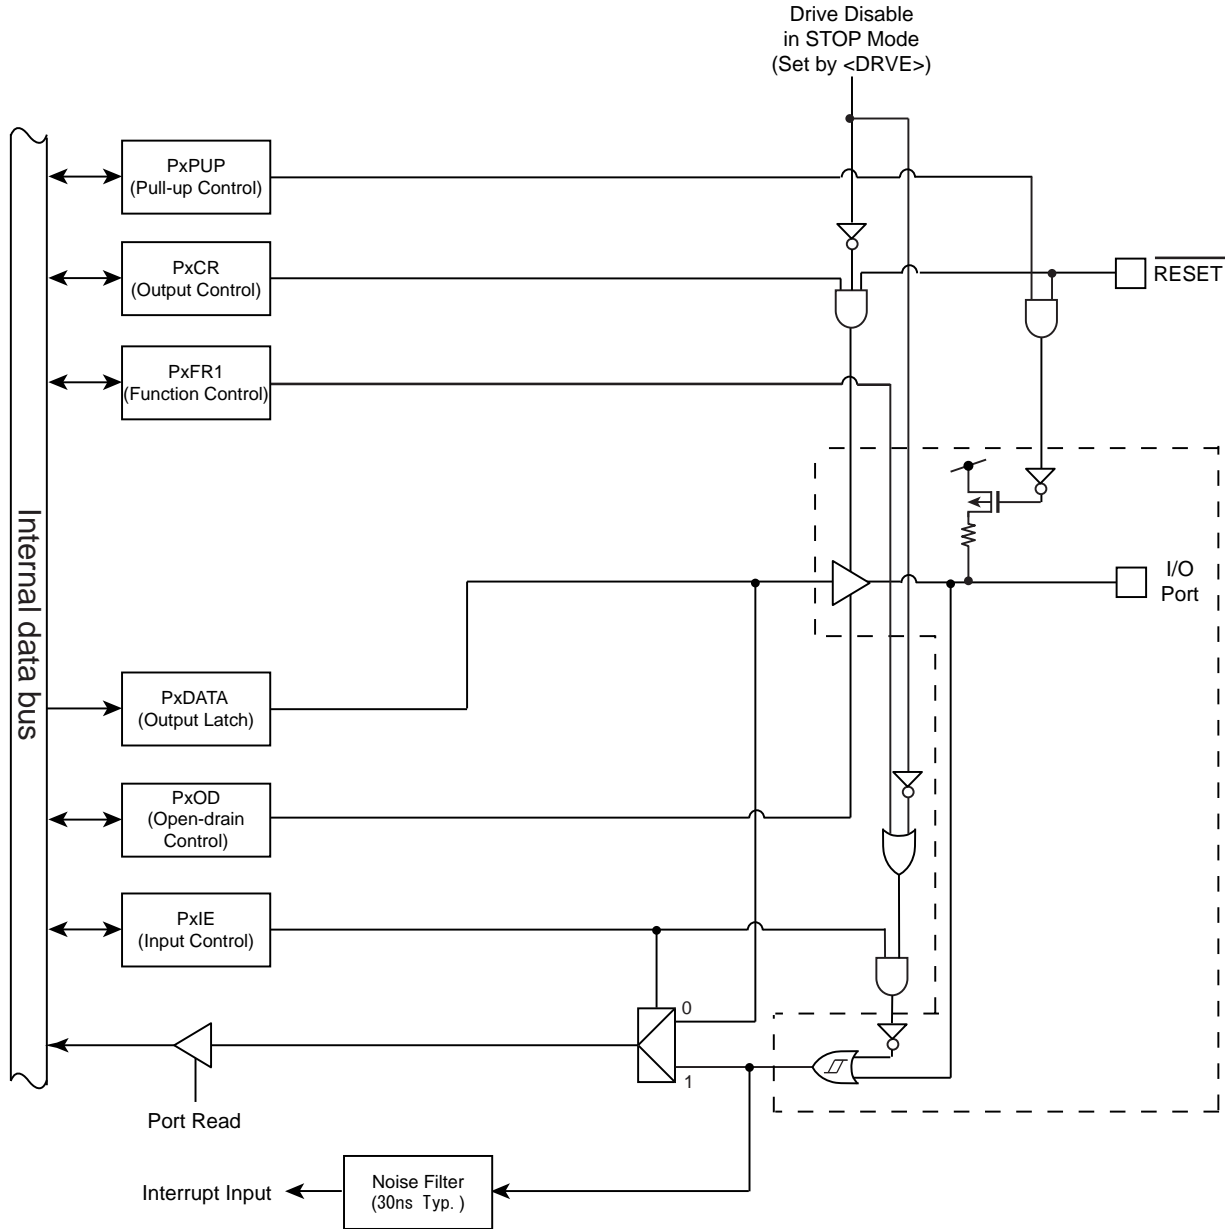 Drive Disable
in STOP Mode
(Set by <DRVE>)
PxPUP
(Pull-up Control)
PxCR
(Output Control)
RESET
PxFR1
(Function Control)
Internal data bus
I/O
Port
PxDATA
(Output Latch)
PxOD
(Open-drain
Control)
PxIE
(Input Control)
0
1
Port Read
Noise Filter
(30ns Typ.)
Interrupt Input